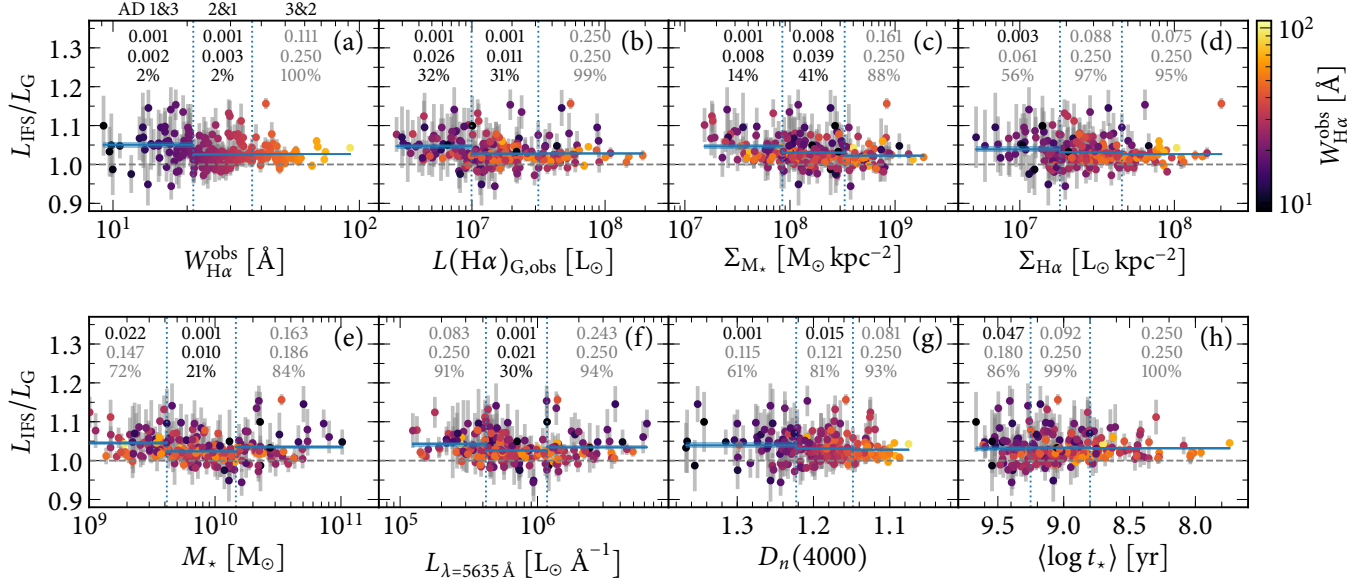 AD 1&3 2&1 3&2
0.001 0.001 0.111 (a)
0.002 0.003 0.250
2% 2% 100%
0.001 0.001 0.250 (b)
0.026 0.011 0.250
32% 31% 99%
0.001 0.008 0.161 (c)
0.008 0.039 0.250
14% 41% 88%
0.003 0.088 0.075 (d)
0.061 0.250 0.250
56% 97% 95%
1.3
1.2
1.1
1.0
0.9
L_IFS/L_G
10^1 10^2
W_Hα^obs [Å]
10^7 10^8
L(Hα)_G,obs [L_⊙]
10^7 10^8 10^9
Σ_M⋆ [M_⊙ kpc^−2]
10^7 10^8
Σ_Hα [L_⊙ kpc^−2]
10^2
10^1
W_Hα^obs [Å]
0.022 0.001 0.163 (e)
0.147 0.010 0.186
72% 21% 84%
0.083 0.001 0.243 (f)
0.250 0.021 0.250
91% 30% 94%
0.001 0.015 0.081 (g)
0.115 0.121 0.250
61% 81% 93%
0.047 0.092 0.250 (h)
0.180 0.250 0.250
86% 99% 100%
1.3
1.2
1.1
1.0
0.9
L_IFS/L_G
10^9 10^10 10^11
M_⋆ [M_⊙]
10^5 10^6
L_λ=5635 Å [L_⊙ Å^−1]
1.3 1.2 1.1
D_n(4000)
9.5 9.0 8.5 8.0
⟨log t_⋆⟩ [yr]